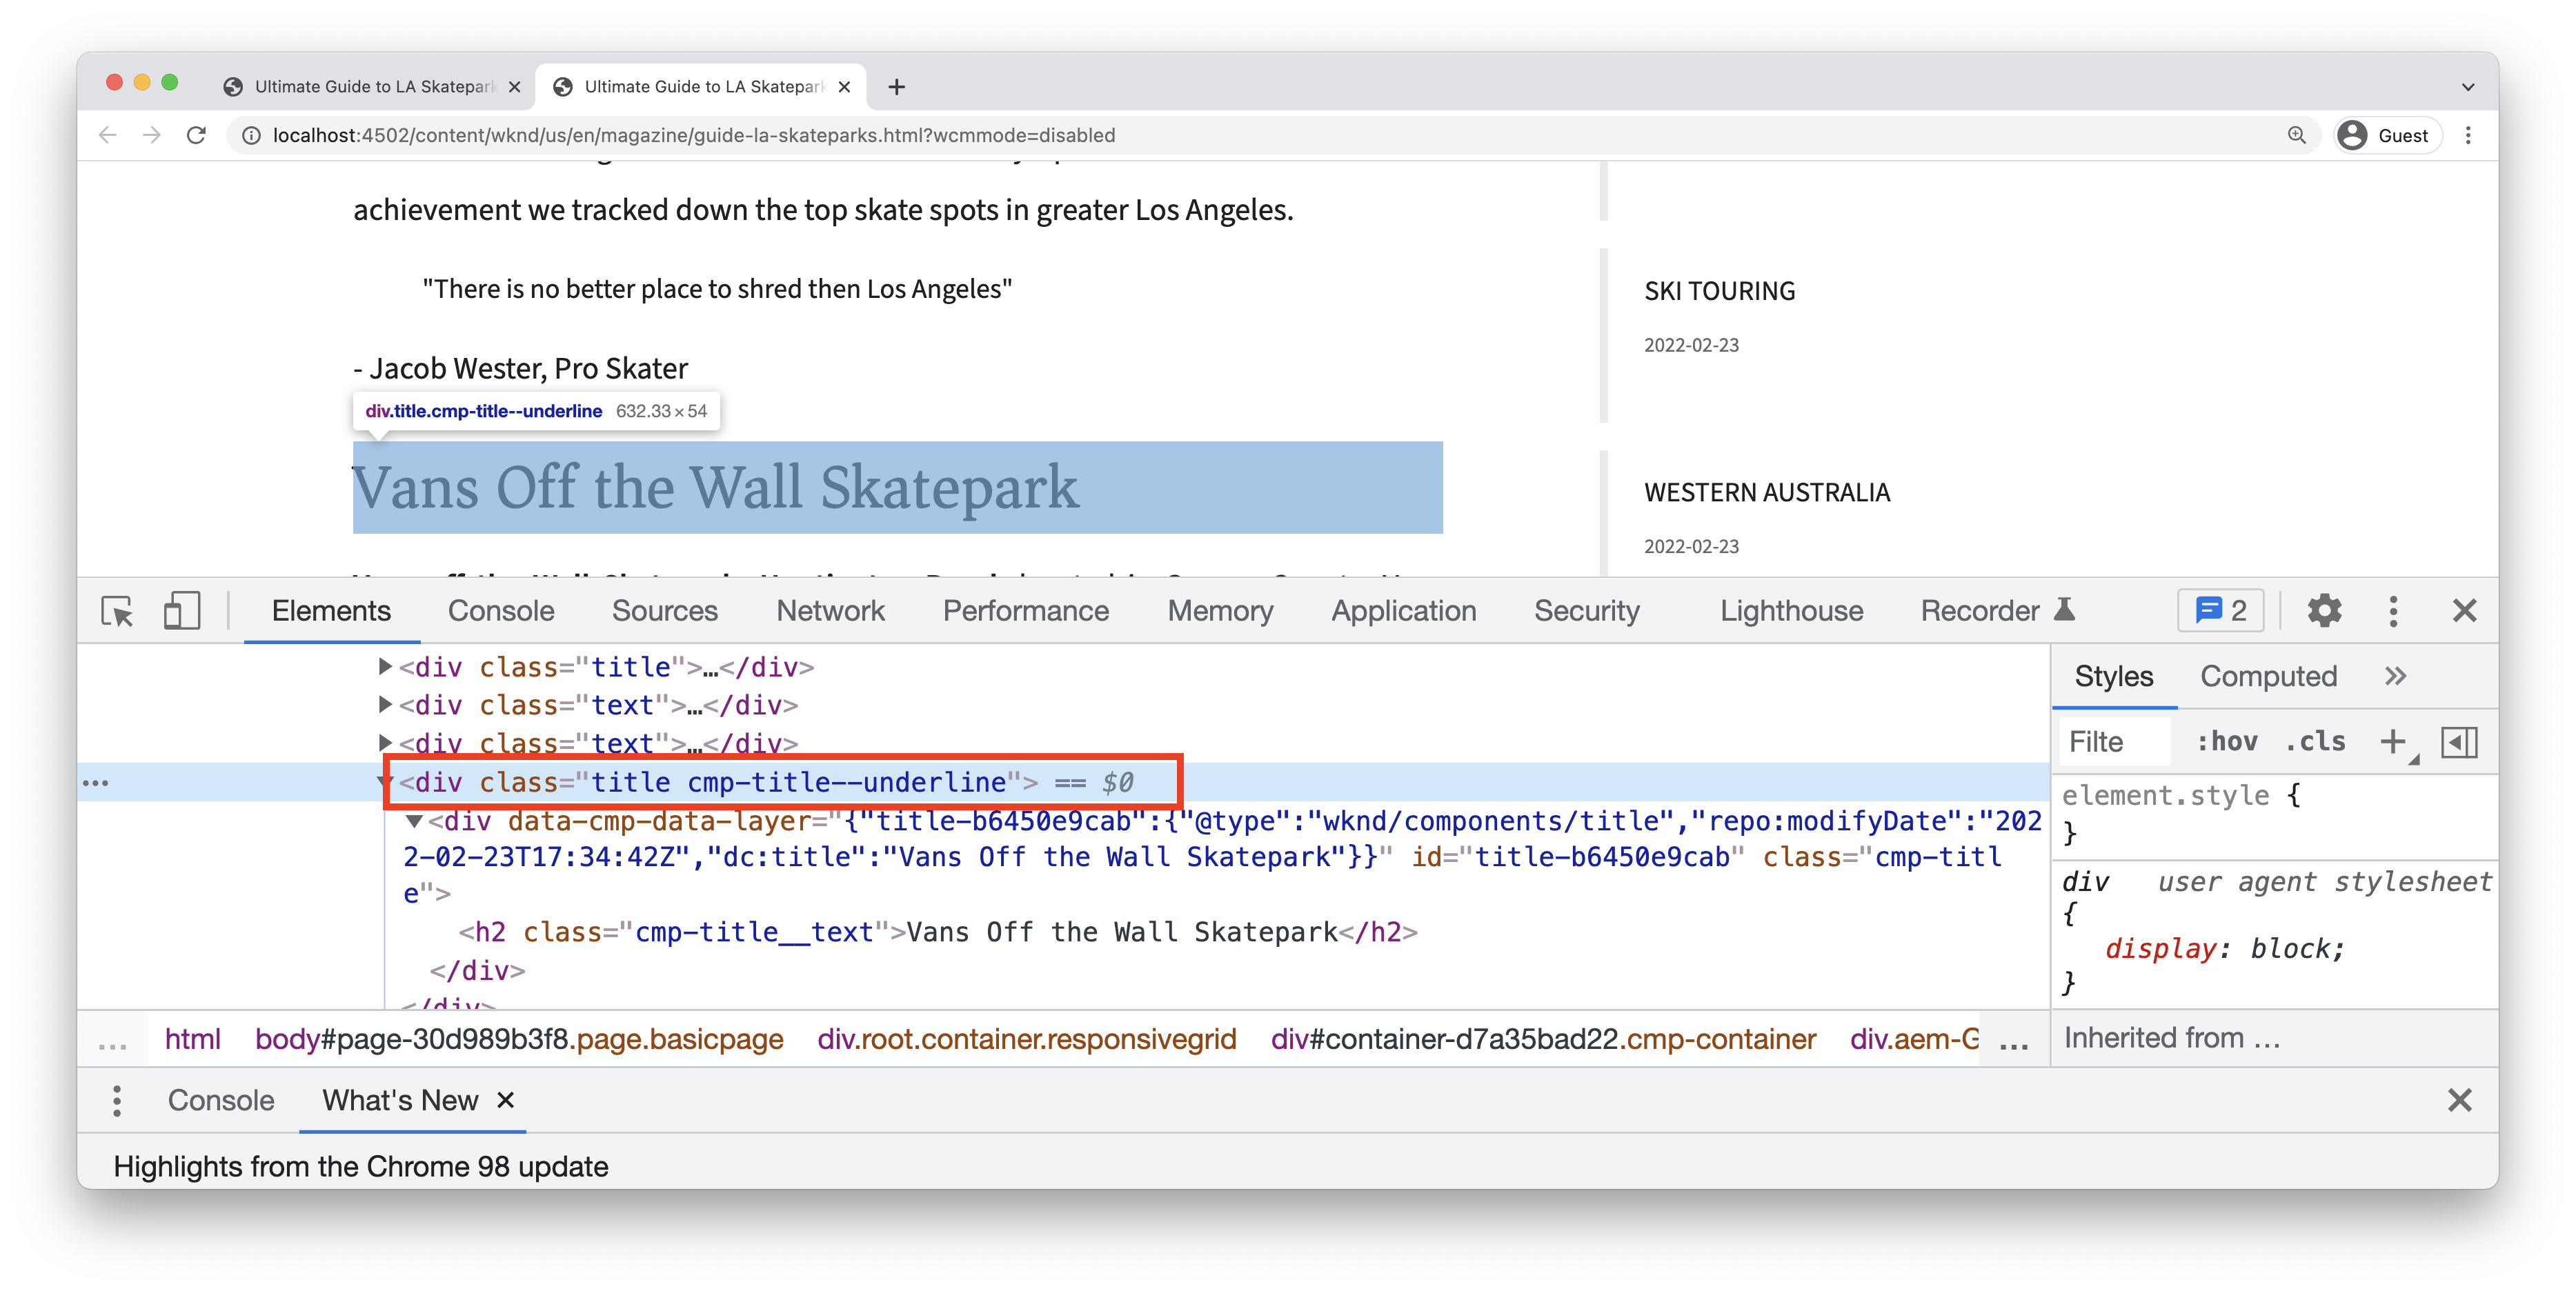 Ultimate Guide to LA Skatepark
Ultimate Guide to LA Skatepark
localhost:4502/content/wknd/us/en/magazine/guide-la-skateparks.html?wcmmode=disabled
Guest
achievement we tracked down the top skate spots in greater Los Angeles.
"There is no better place to shred then Los Angeles"
- Jacob Wester, Pro Skater
div.title.cmp-title--underline 632.33 × 54
Vans Off the Wall Skatepark
SKI TOURING
2022-02-23
WESTERN AUSTRALIA
2022-02-23
Elements Console Sources Network Performance Memory Application Security Lighthouse Recorder 2
<div class="title">…</div>
<div class="text">…</div>
<div class="text">…</div>
<div class="title cmp-title--underline"> == $0
<div data-cmp-data-layer="{"title-b6450e9cab":{"@type":"wknd/components/title","repo:modifyDate":"202
2-02-23T17:34:42Z","dc:title":"Vans Off the Wall Skatepark"}}" id="title-b6450e9cab" class="cmp-titl
e">
<h2 class="cmp-title__text">Vans Off the Wall Skatepark</h2>
</div>
</div>
... html body#page-30d989b3f8.page.basicpage div.root.container.responsivegrid div#container-d7a35bad22.cmp-container div.aem-G ...
Styles Computed »
Filte :hov .cls +
element.style {
}
div user agent stylesheet
{
display: block;
}
Inherited from …
Console What's New
Highlights from the Chrome 98 update